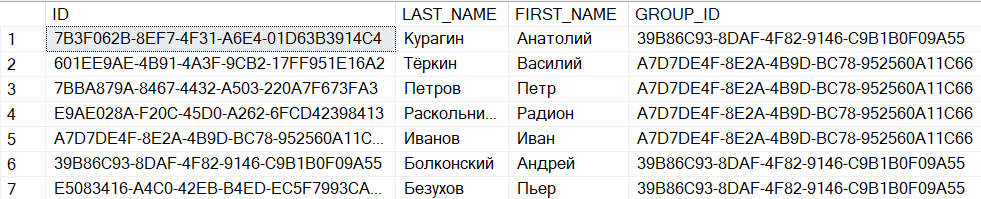 ID LAST_NAME FIRST_NAME GROUP_ID
1 7B3F062B-8EF7-4F31-A6E4-01D63B3914C4 Курагин Анатолий 39B86C93-8DAF-4F82-9146-C9B1B0F09A55
2 601EE9AE-4B91-4A3F-9CB2-17FF951E16A2 Тёркин Василий A7D7DE4F-8E2A-4B9D-BC78-952560A11C66
3 7BBA879A-8467-4432-A503-220A7F673FA3 Петров Петр A7D7DE4F-8E2A-4B9D-BC78-952560A11C66
4 E9AE028A-F20C-45D0-A262-6FCD42398413 Раскольни... Радион A7D7DE4F-8E2A-4B9D-BC78-952560A11C66
5 A7D7DE4F-8E2A-4B9D-BC78-952560A11C... Иванов Иван A7D7DE4F-8E2A-4B9D-BC78-952560A11C66
6 39B86C93-8DAF-4F82-9146-C9B1B0F09A55 Болконский Андрей 39B86C93-8DAF-4F82-9146-C9B1B0F09A55
7 E5083416-A4C0-42EB-B4ED-EC5F7993CA... Безухов Пьер 39B86C93-8DAF-4F82-9146-C9B1B0F09A55